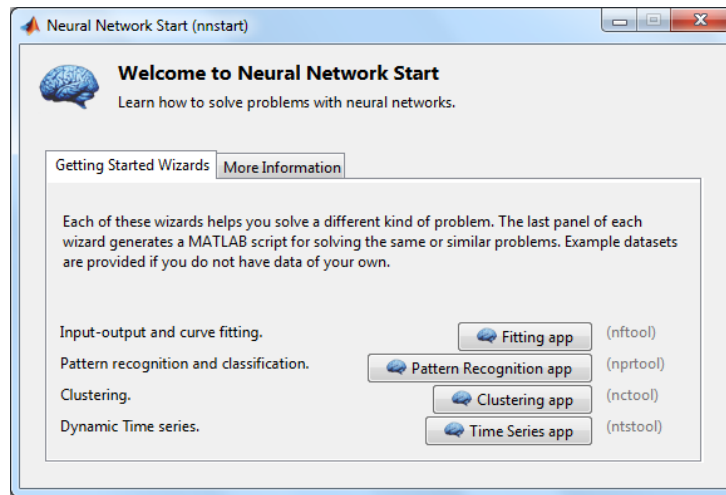 Neural Network Start (nnstart)
Welcome to Neural Network Start
Learn how to solve problems with neural networks.
Getting Started Wizards More Information
Each of these wizards helps you solve a different kind of problem. The last panel of each
wizard generates a MATLAB script for solving the same or similar problems. Example datasets
are provided if you do not have data of your own.
Input-output and curve fitting. Fitting app (nftool)
Pattern recognition and classification. Pattern Recognition app (nprtool)
Clustering. Clustering app (nctool)
Dynamic Time series. Time Series app (ntstool)